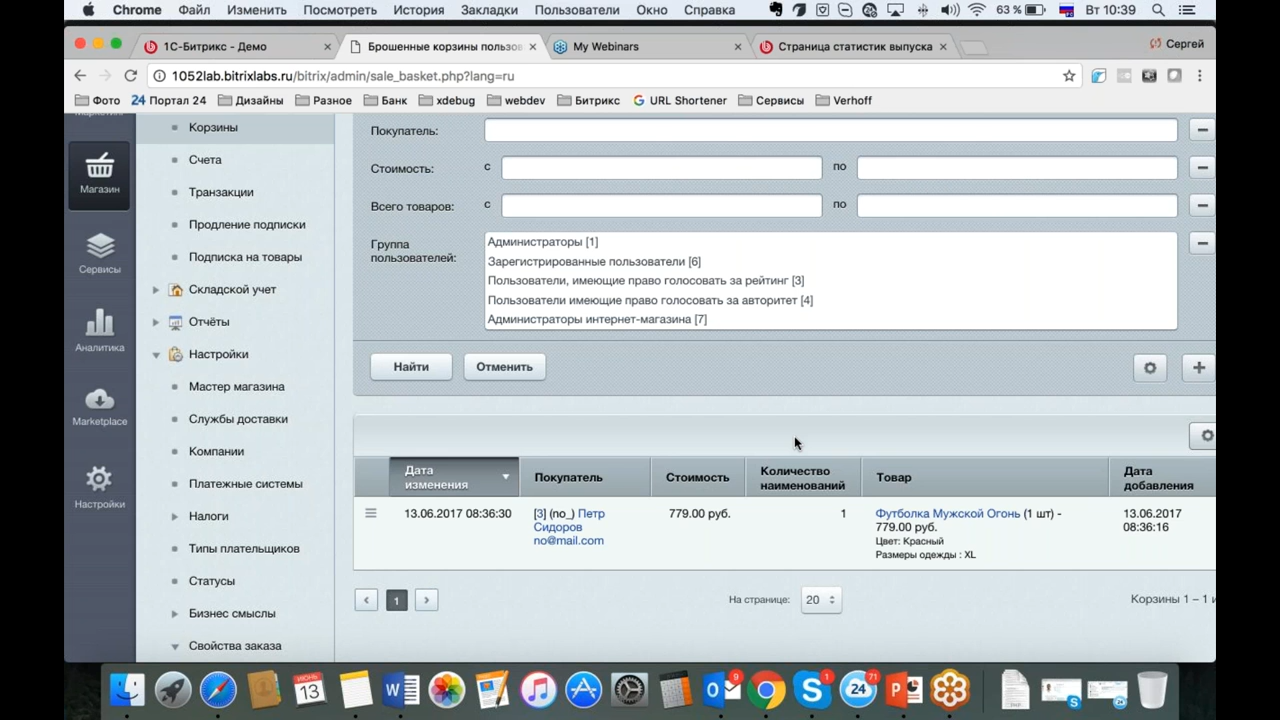 Chrome Файл Изменить Посмотреть История Закладки Пользователи Окно Справка 63 % Вт 10:39
1С-Битрикс - Демо
Брошенные корзины пользов
My Webinars
Страница статистик выпуска
Сергей
1052lab.bitrixlabs.ru/bitrix/admin/sale_basket.php?lang=ru
Фото 24 Портал 24 Дизайны Разное Банк xdebug webdev Битрикс URL Shortener Сервисы Verhoff
Магазин
Сервисы
Аналитика
Marketplace
Настройки
Корзины
Счета
Транзакции
Продление подписки
Подписка на товары
Складской учет
Отчёты
Настройки
Мастер магазина
Службы доставки
Компании
Платежные системы
Налоги
Типы плательщиков
Статусы
Бизнес смыслы
Свойства заказа
Покупатель:
Стоимость: с по
Всего товаров: с по
Группа
пользователей:
Администраторы [1]
Зарегистрированные пользователи [6]
Пользователи, имеющие право голосовать за рейтинг [3]
Пользователи имеющие право голосовать за авторитет [4]
Администраторы интернет-магазина [7]
Найти Отменить
Дата
изменения
Покупатель
Стоимость
Количество
наименований
Товар
Дата
добавления
13.06.2017 08:36:30
[3] (no_) Петр
Сидоров
no@mail.com
779.00 руб.
1
Футболка Мужской Огонь (1 шт) -
779.00 руб.
Цвет: Красный
Размеры одежды : XL
13.06.2017
08:36:16
1
На странице: 20
Корзины 1 – 1 и
ИЮНЬ
13
W
9
1
24
71